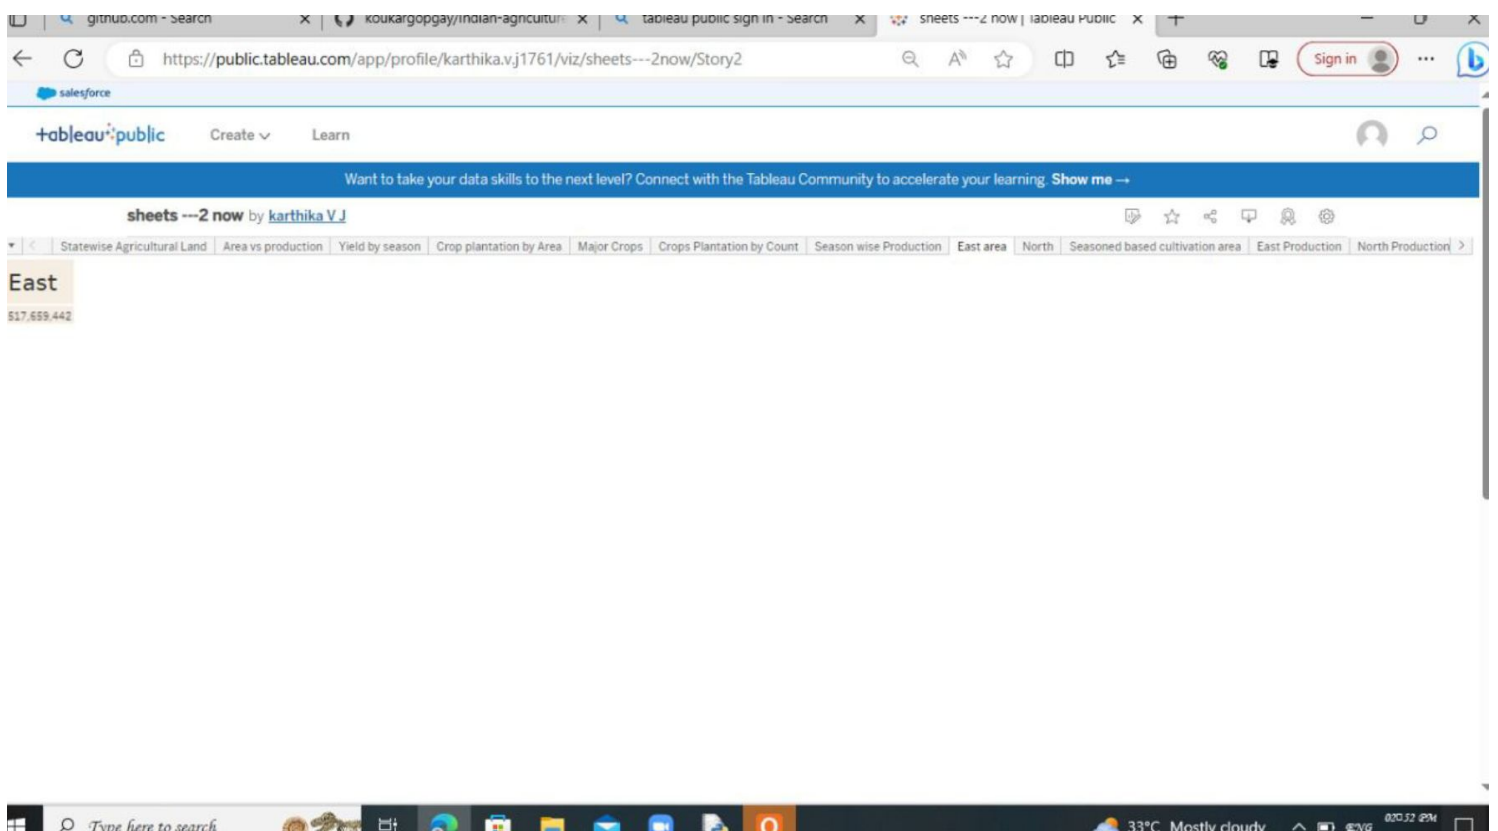 github.com - Search
koukargopgay/Indian-agriculture
tableau public sign in - Search
sheets ---2 now | Tableau Public
https://public.tableau.com/app/profile/karthika.v.j1761/viz/sheets---2now/Story2
Sign in
salesforce
+ableau public
Create
Learn
Want to take your data skills to the next level? Connect with the Tableau Community to accelerate your learning. Show me →
sheets ---2 now by karthika V J
Statewise Agricultural Land
Area vs production
Yield by season
Crop plantation by Area
Major Crops
Crops Plantation by Count
Season wise Production
East area
North
Seasoned based cultivation area
East Production
North Production
East
517,659,442
Type here to search
33°C Mostly cloudy
ENG